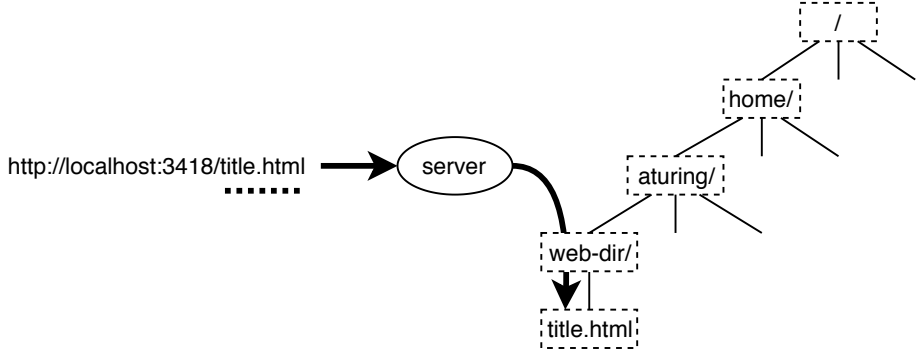 /
home/
http://localhost:3418/title.html
server
aturing/
web-dir/
title.html